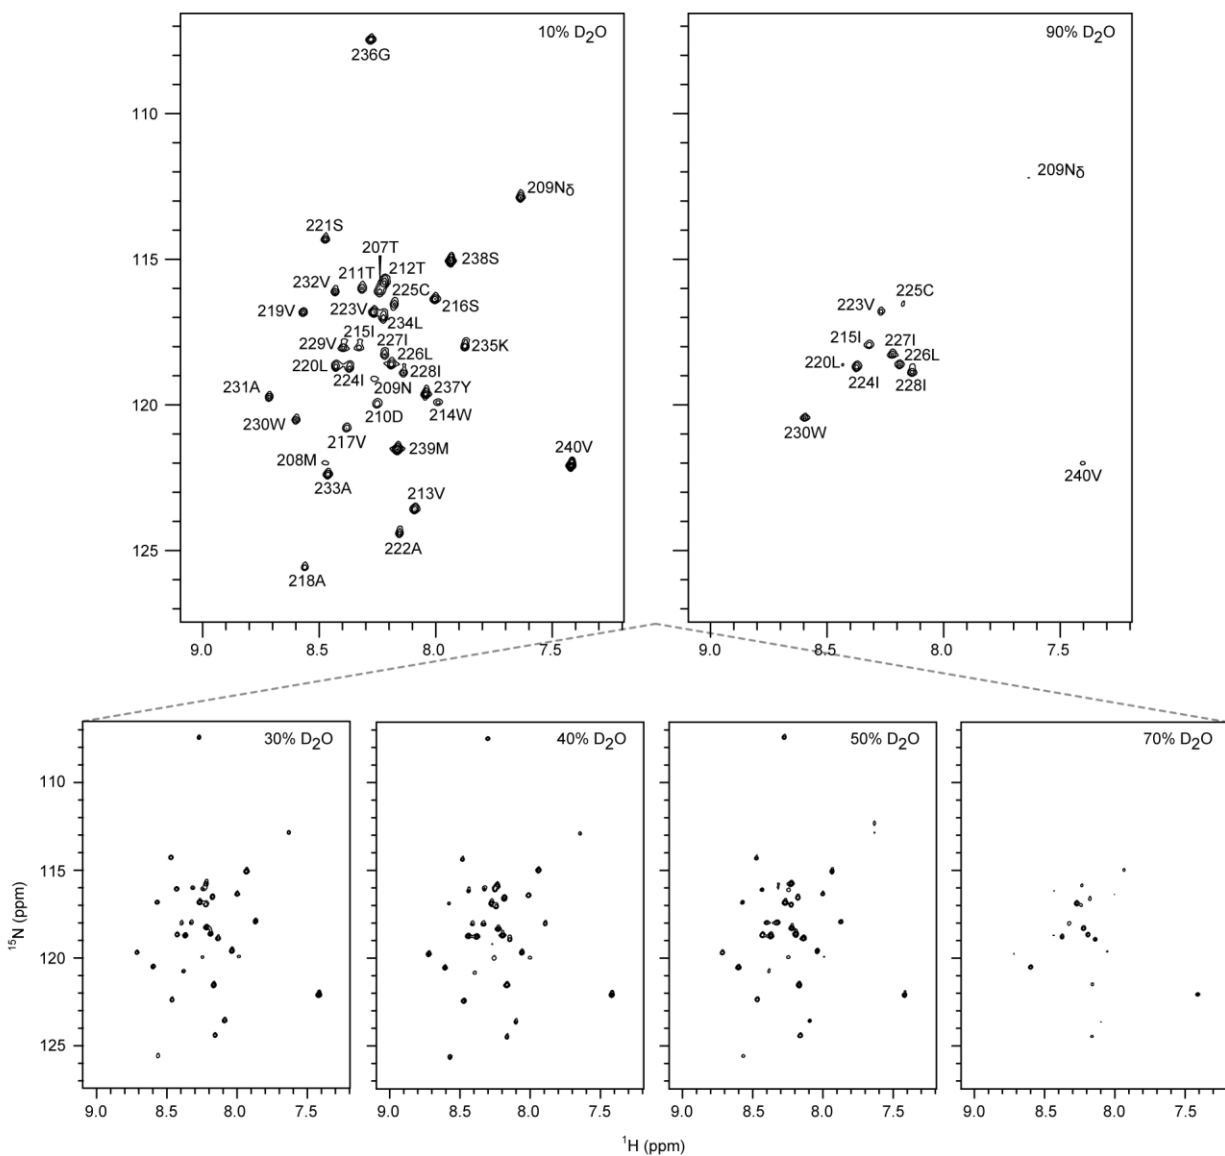 10% D2O
236G
209Nδ
221S
207T
211T
212T
238S
232V
225C
216S
219V
223V
234L
215I
227I
229V
235K
226L
220L
228I
224I
209N
231A
237Y
210D
214W
230W
217V
240V
208M
239M
233A
213V
222A
218A
110
115
120
125
9.0 8.5 8.0 7.5
90% D2O
209Nδ
225C
223V
215I
227I
220L
226L
224I
228I
230W
240V
9.0 8.5 8.0 7.5
30% D2O
40% D2O
50% D2O
70% D2O
110
115
120
125
15N (ppm)
9.0 8.5 8.0 7.5
9.0 8.5 8.0 7.5
9.0 8.5 8.0 7.5
9.0 8.5 8.0 7.5
1H (ppm)